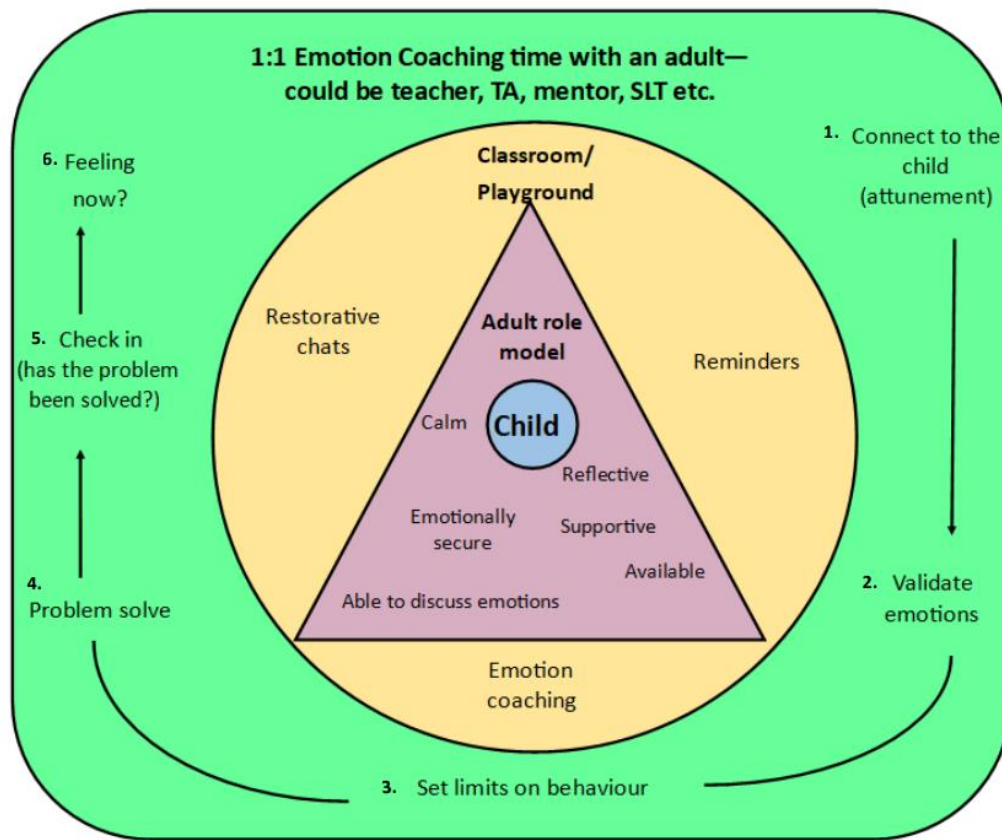 1:1 Emotion Coaching time with an adult—
could be teacher, TA, mentor, SLT etc.
1. Connect to the
child
(attunement)
2. Validate
emotions
3. Set limits on behaviour
4.
Problem solve
5. Check in
(has the problem
been solved?)
6. Feeling
now?
Classroom/
Playground
Restorative
chats
Reminders
Emotion
coaching
Adult role
model
Child
Calm
Reflective
Emotionally
secure
Supportive
Available
Able to discuss emotions